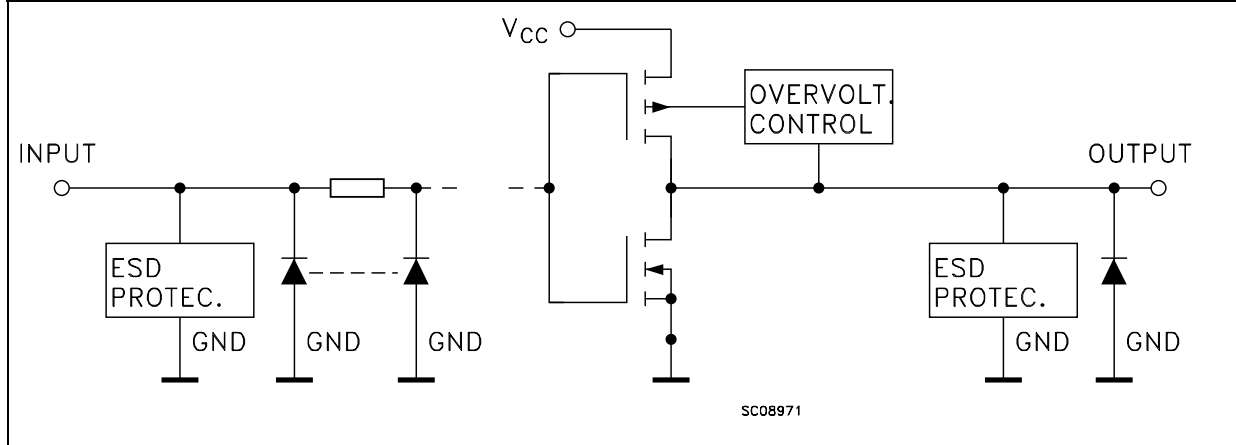 VCC
OVERVOLT.
CONTROL
INPUT
OUTPUT
ESD
PROTEC.
GND
GND
GND
ESD
PROTEC.
GND
GND
SC08971